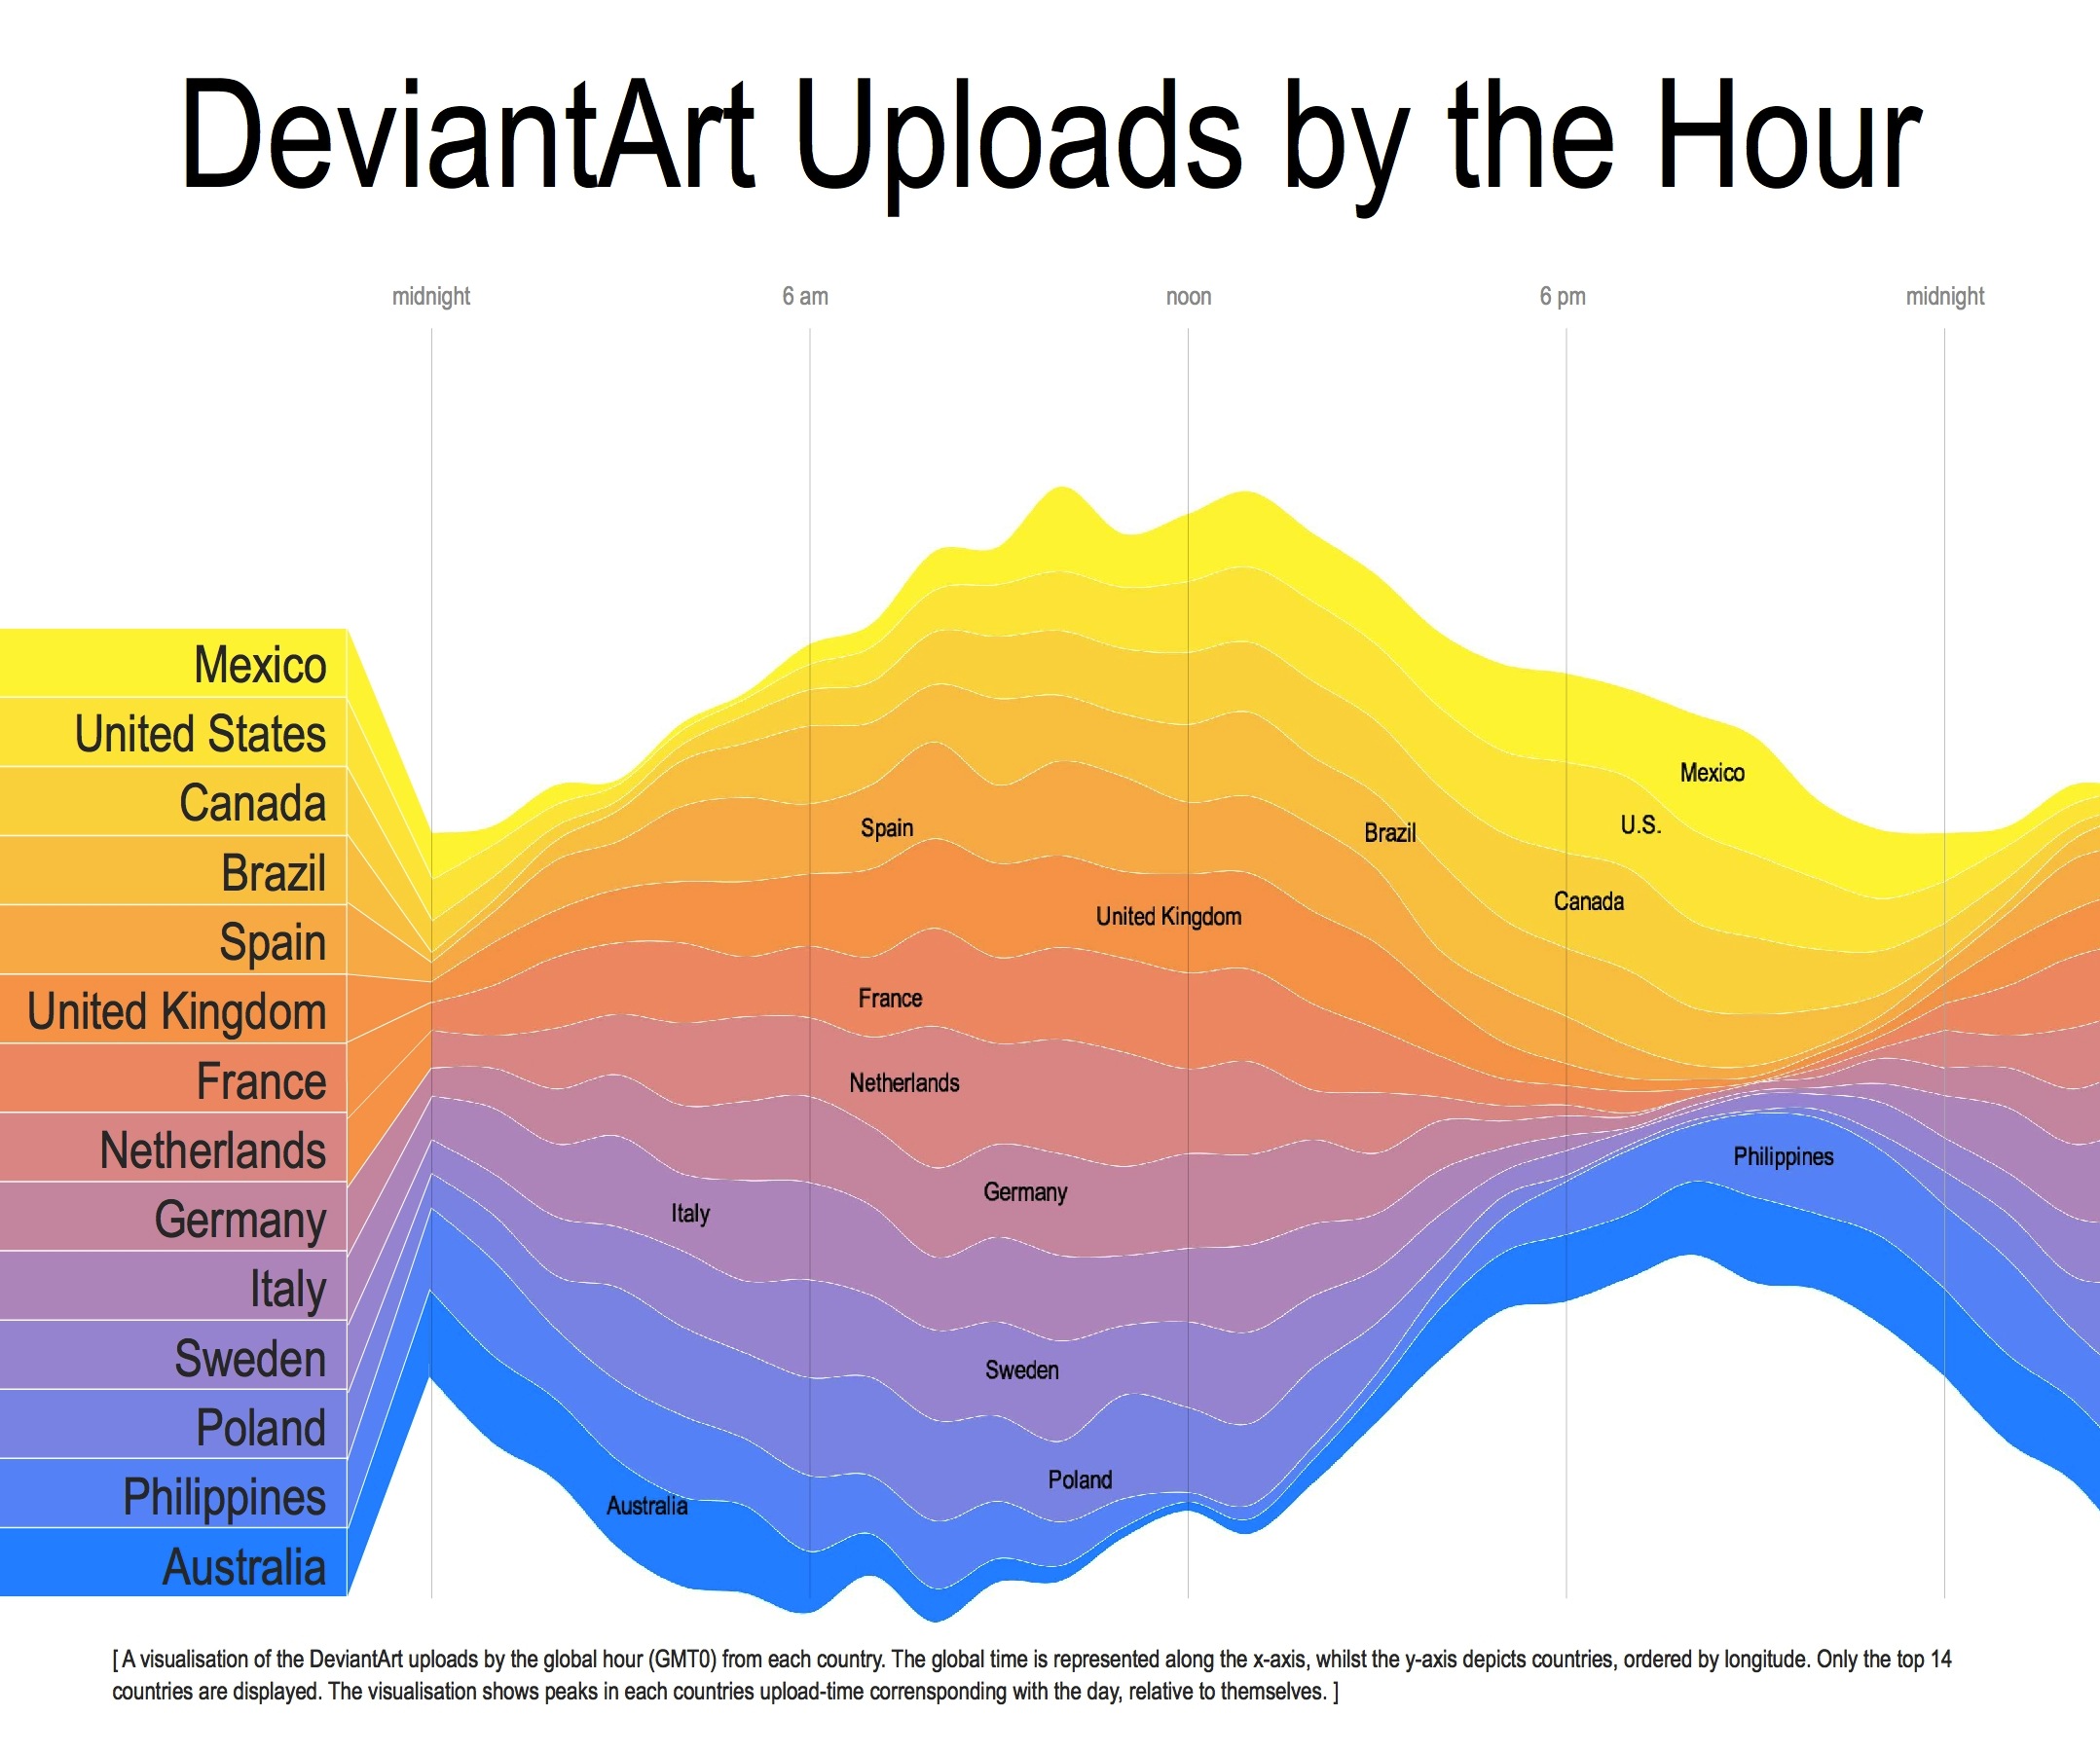 DeviantArt Uploads by the Hour
midnight 6 am noon 6 pm midnight
Mexico
United States
Canada
Brazil
Spain
United Kingdom
France
Netherlands
Germany
Italy
Sweden
Poland
Philippines
Australia
Mexico
U.S.
Spain
Brazil
Canada
United Kingdom
France
Netherlands
Philippines
Germany
Italy
Sweden
Poland
Australia
[ A visualisation of the DeviantArt uploads by the global hour (GMT0) from each country. The global time is represented along the x-axis, whilst the y-axis depicts countries, ordered by longitude. Only the top 14
countries are displayed. The visualisation shows peaks in each countries upload-time corrensponding with the day, relative to themselves. ]